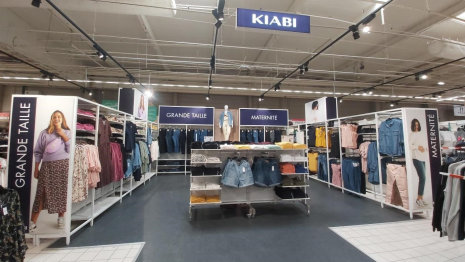 KIABI
GRANDE TAILLE
MATERNITÉ
GRANDE TAILLE
MATERNITÉ